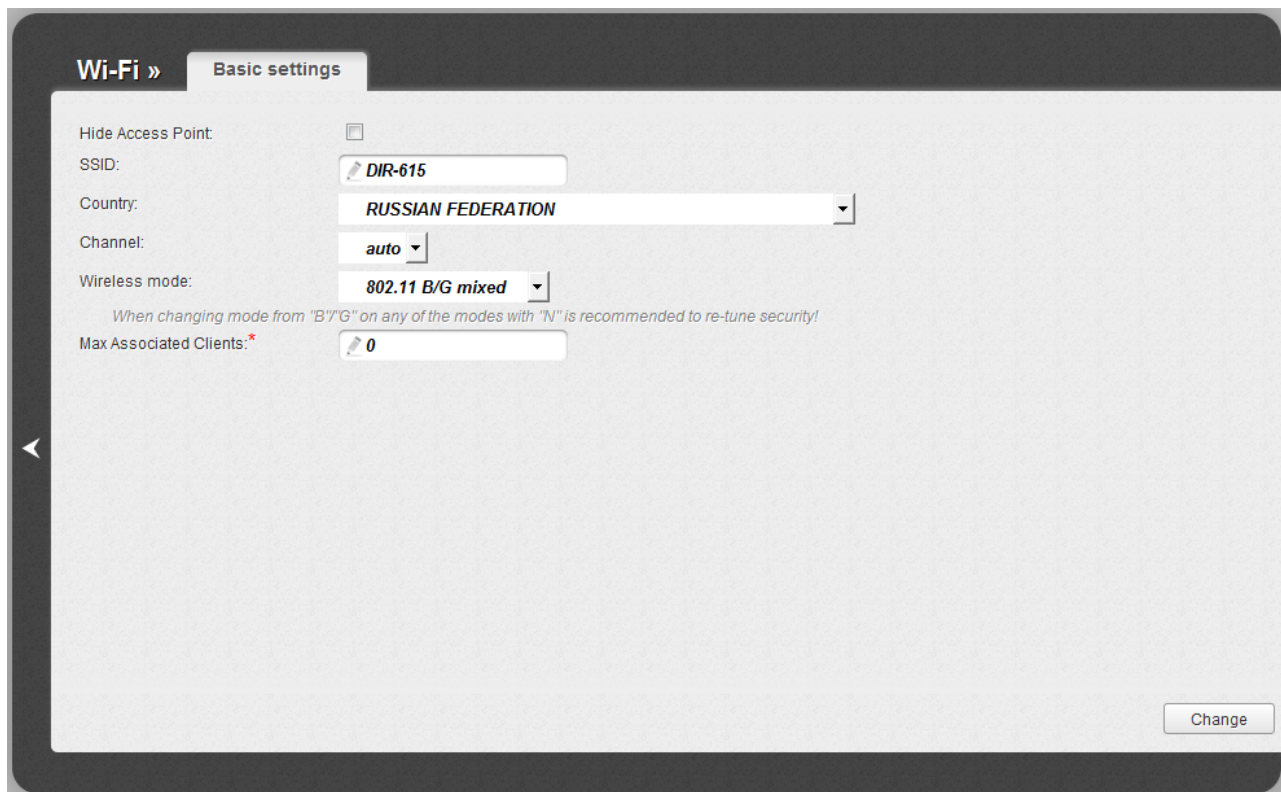 Wi-Fi » Basic settings
Hide Access Point:
SSID: DIR-615
Country: RUSSIAN FEDERATION
Channel: auto
Wireless mode: 802.11 B/G mixed
When changing mode from "B"/"G" on any of the modes with "N" is recommended to re-tune security!
Max Associated Clients:* 0
Change